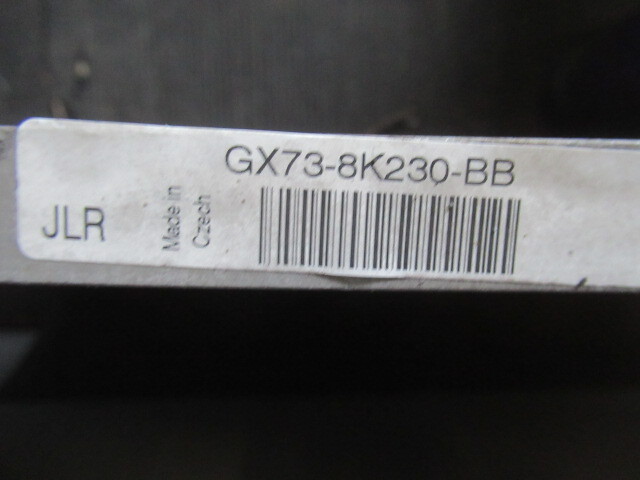 GX73-8K230-BB
JLR
Made in
Czech